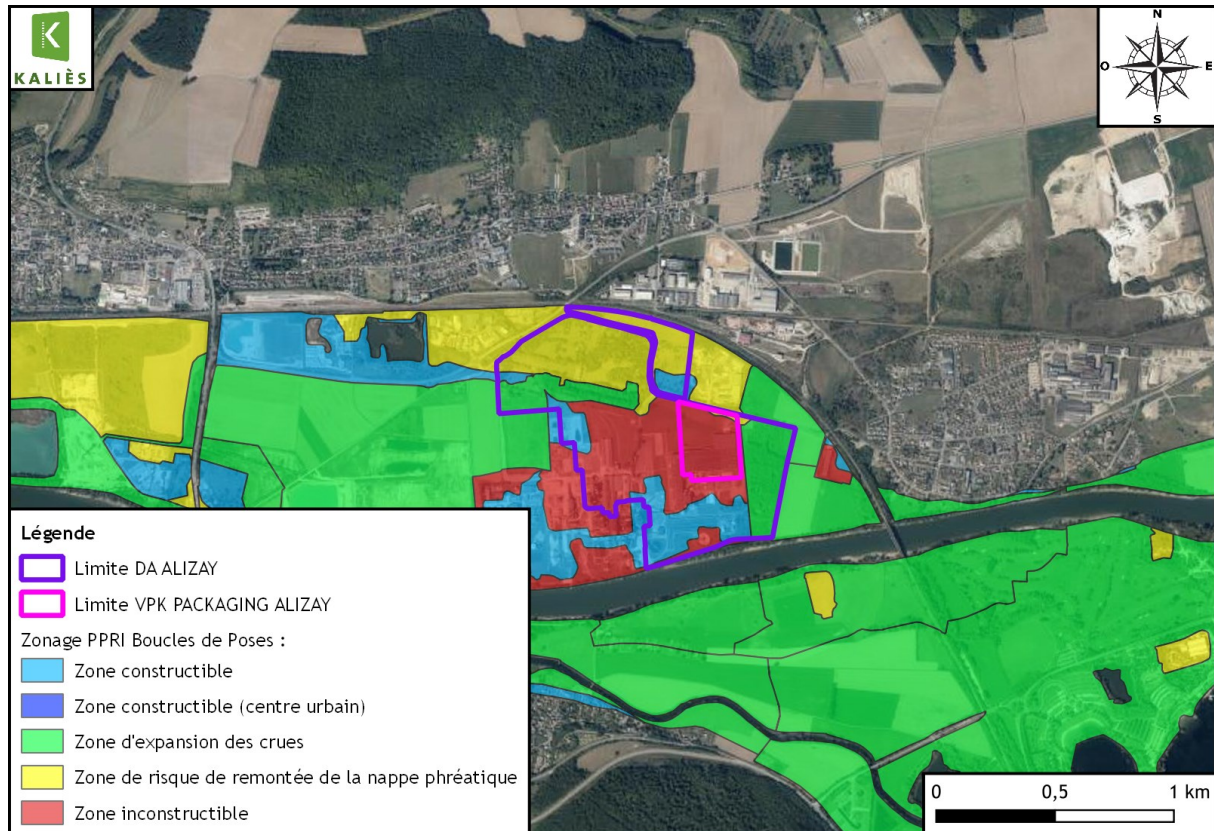 KALIÈS
N
O
E
S
Légende
Limite DA ALIZAY
Limite VPK PACKAGING ALIZAY
Zonage PPRI Boucles de Poses :
Zone constructible
Zone constructible (centre urbain)
Zone d'expansion des crues
Zone de risque de remontée de la nappe phréatique
Zone inconstructible
0 0,5 1 km